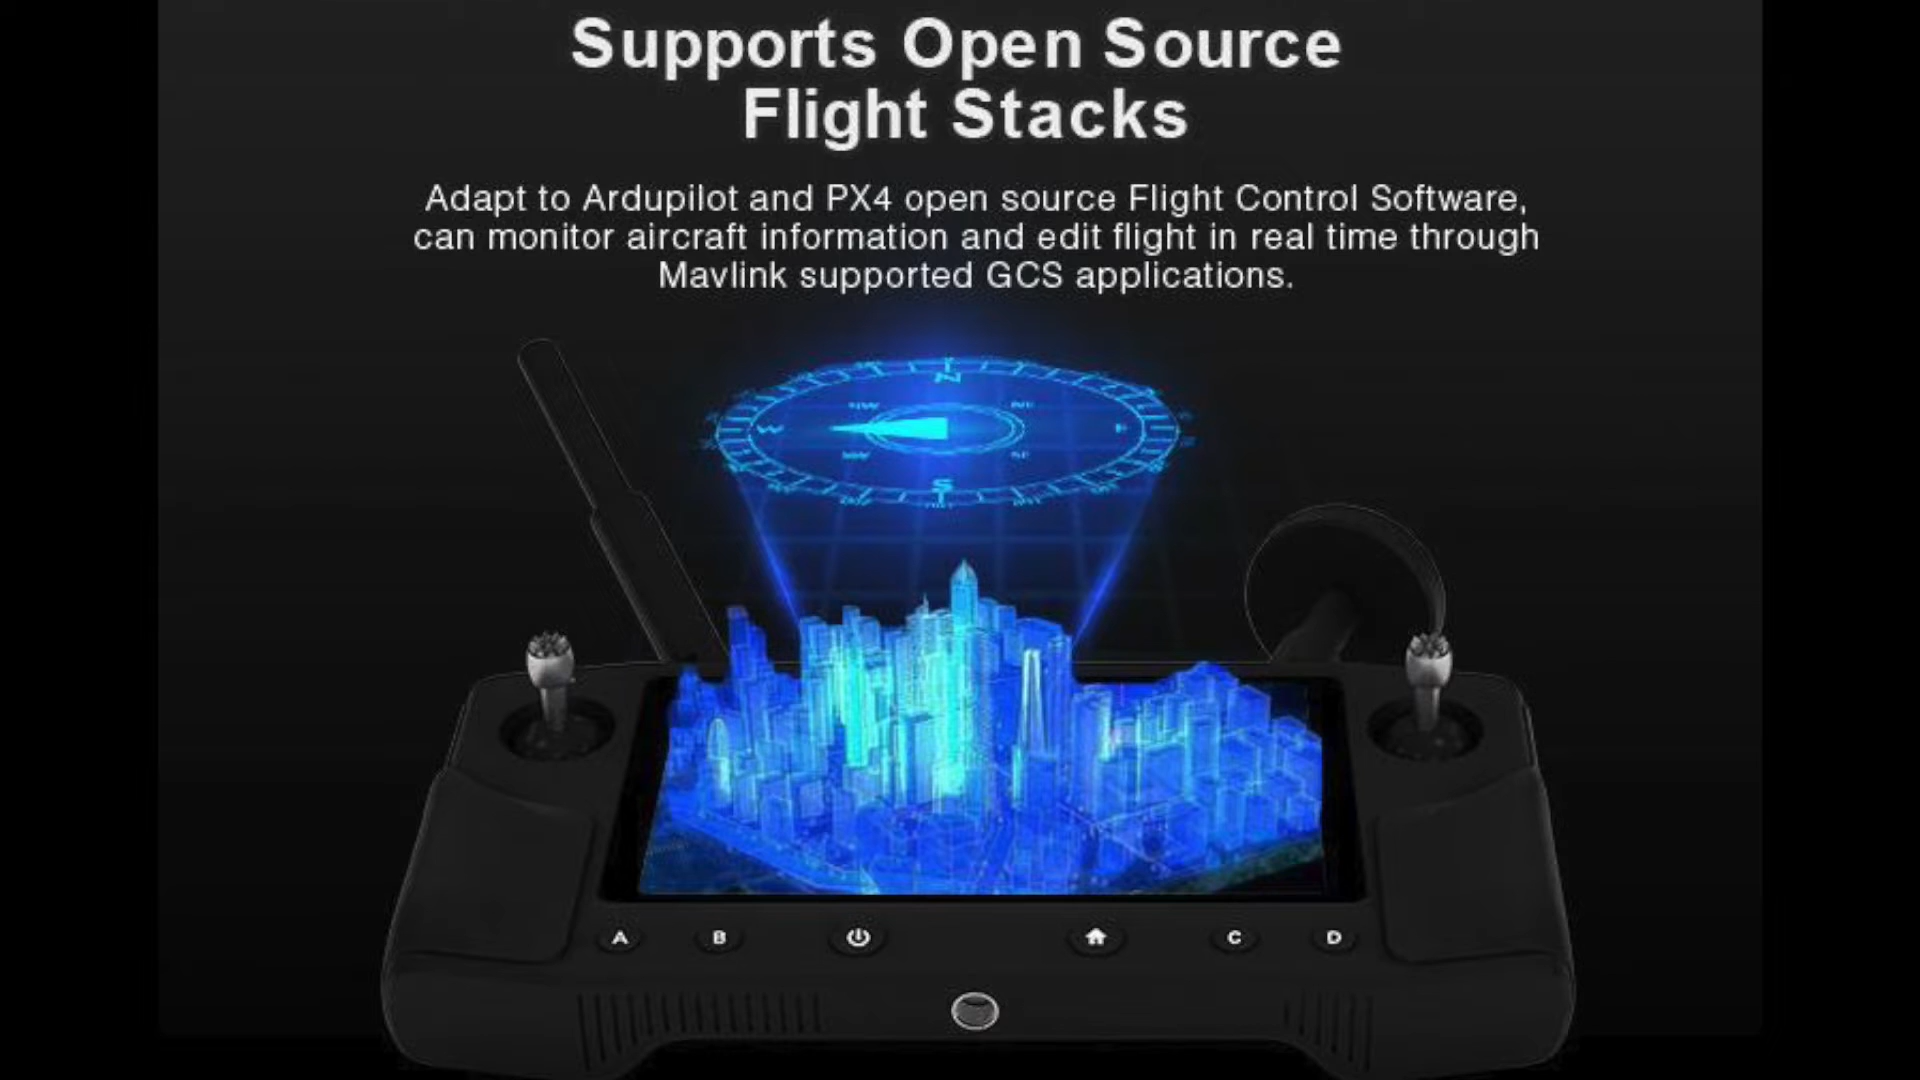 Supports Open Source
Flight Stacks
Adapt to Ardupilot and PX4 open source Flight Control Software,
can monitor aircraft information and edit flight in real time through
Mavlink supported GCS applications.
N
W
S
A B C D